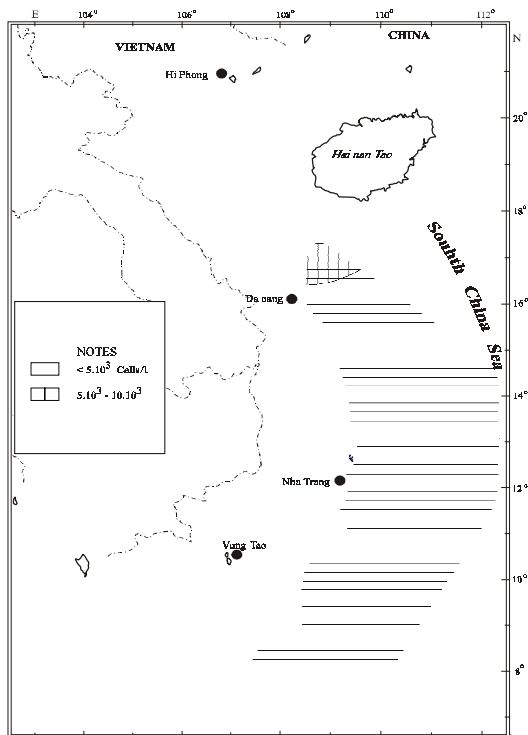 E 104° 106° 108° 110° 112°
N
VIETNAM
CHINA
Hi Phong
20°
Hai nan Tao
18°
Southth China Sea
Da nang
16°
NOTES
< 5.10³ Cells/l
5.10³ - 10.10³
14°
Nha Trang
12°
Vung Tao
10°
8°